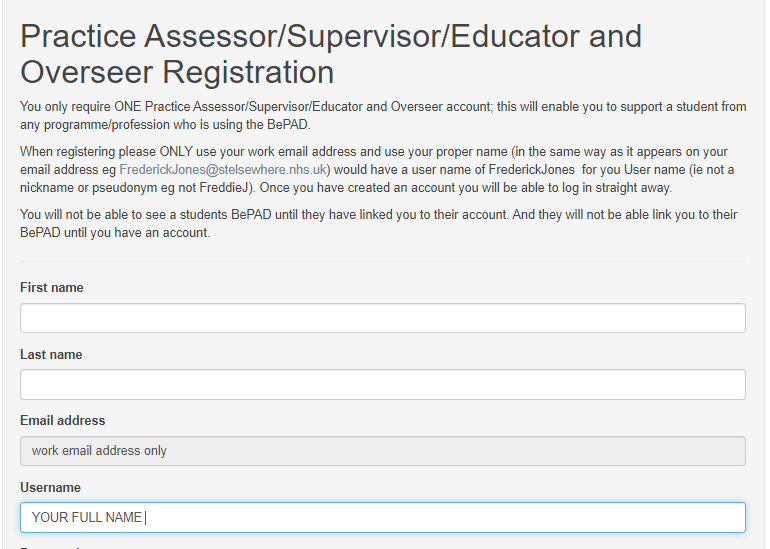 Practice Assessor/Supervisor/Educator and
Overseer Registration
You only require ONE Practice Assessor/Supervisor/Educator and Overseer account; this will enable you to support a student from
any programme/profession who is using the BePAD.
When registering please ONLY use your work email address and use your proper name (in the same way as it appears on your
email address eg FrederickJones@stelsewhere.nhs.uk) would have a user name of FrederickJones for you User name (ie not a
nickname or pseudonym eg not FreddieJ). Once you have created an account you will be able to log in straight away.
You will not be able to see a students BePAD until they have linked you to their account. And they will not be able link you to their
BePAD until you have an account.
First name
Last name
Email address
work email address only
Username
YOUR FULL NAME